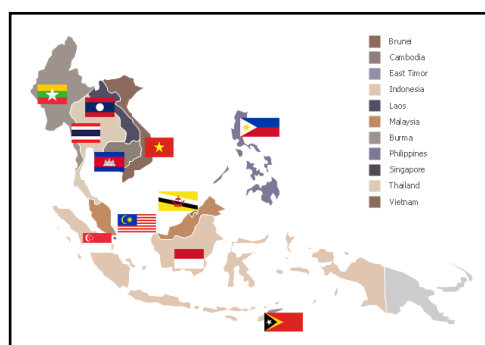 Brunei
Cambodia
East Timor
Indonesia
Laos
Malaysia
Burma
Philippines
Singapore
Thailand
Vietnam